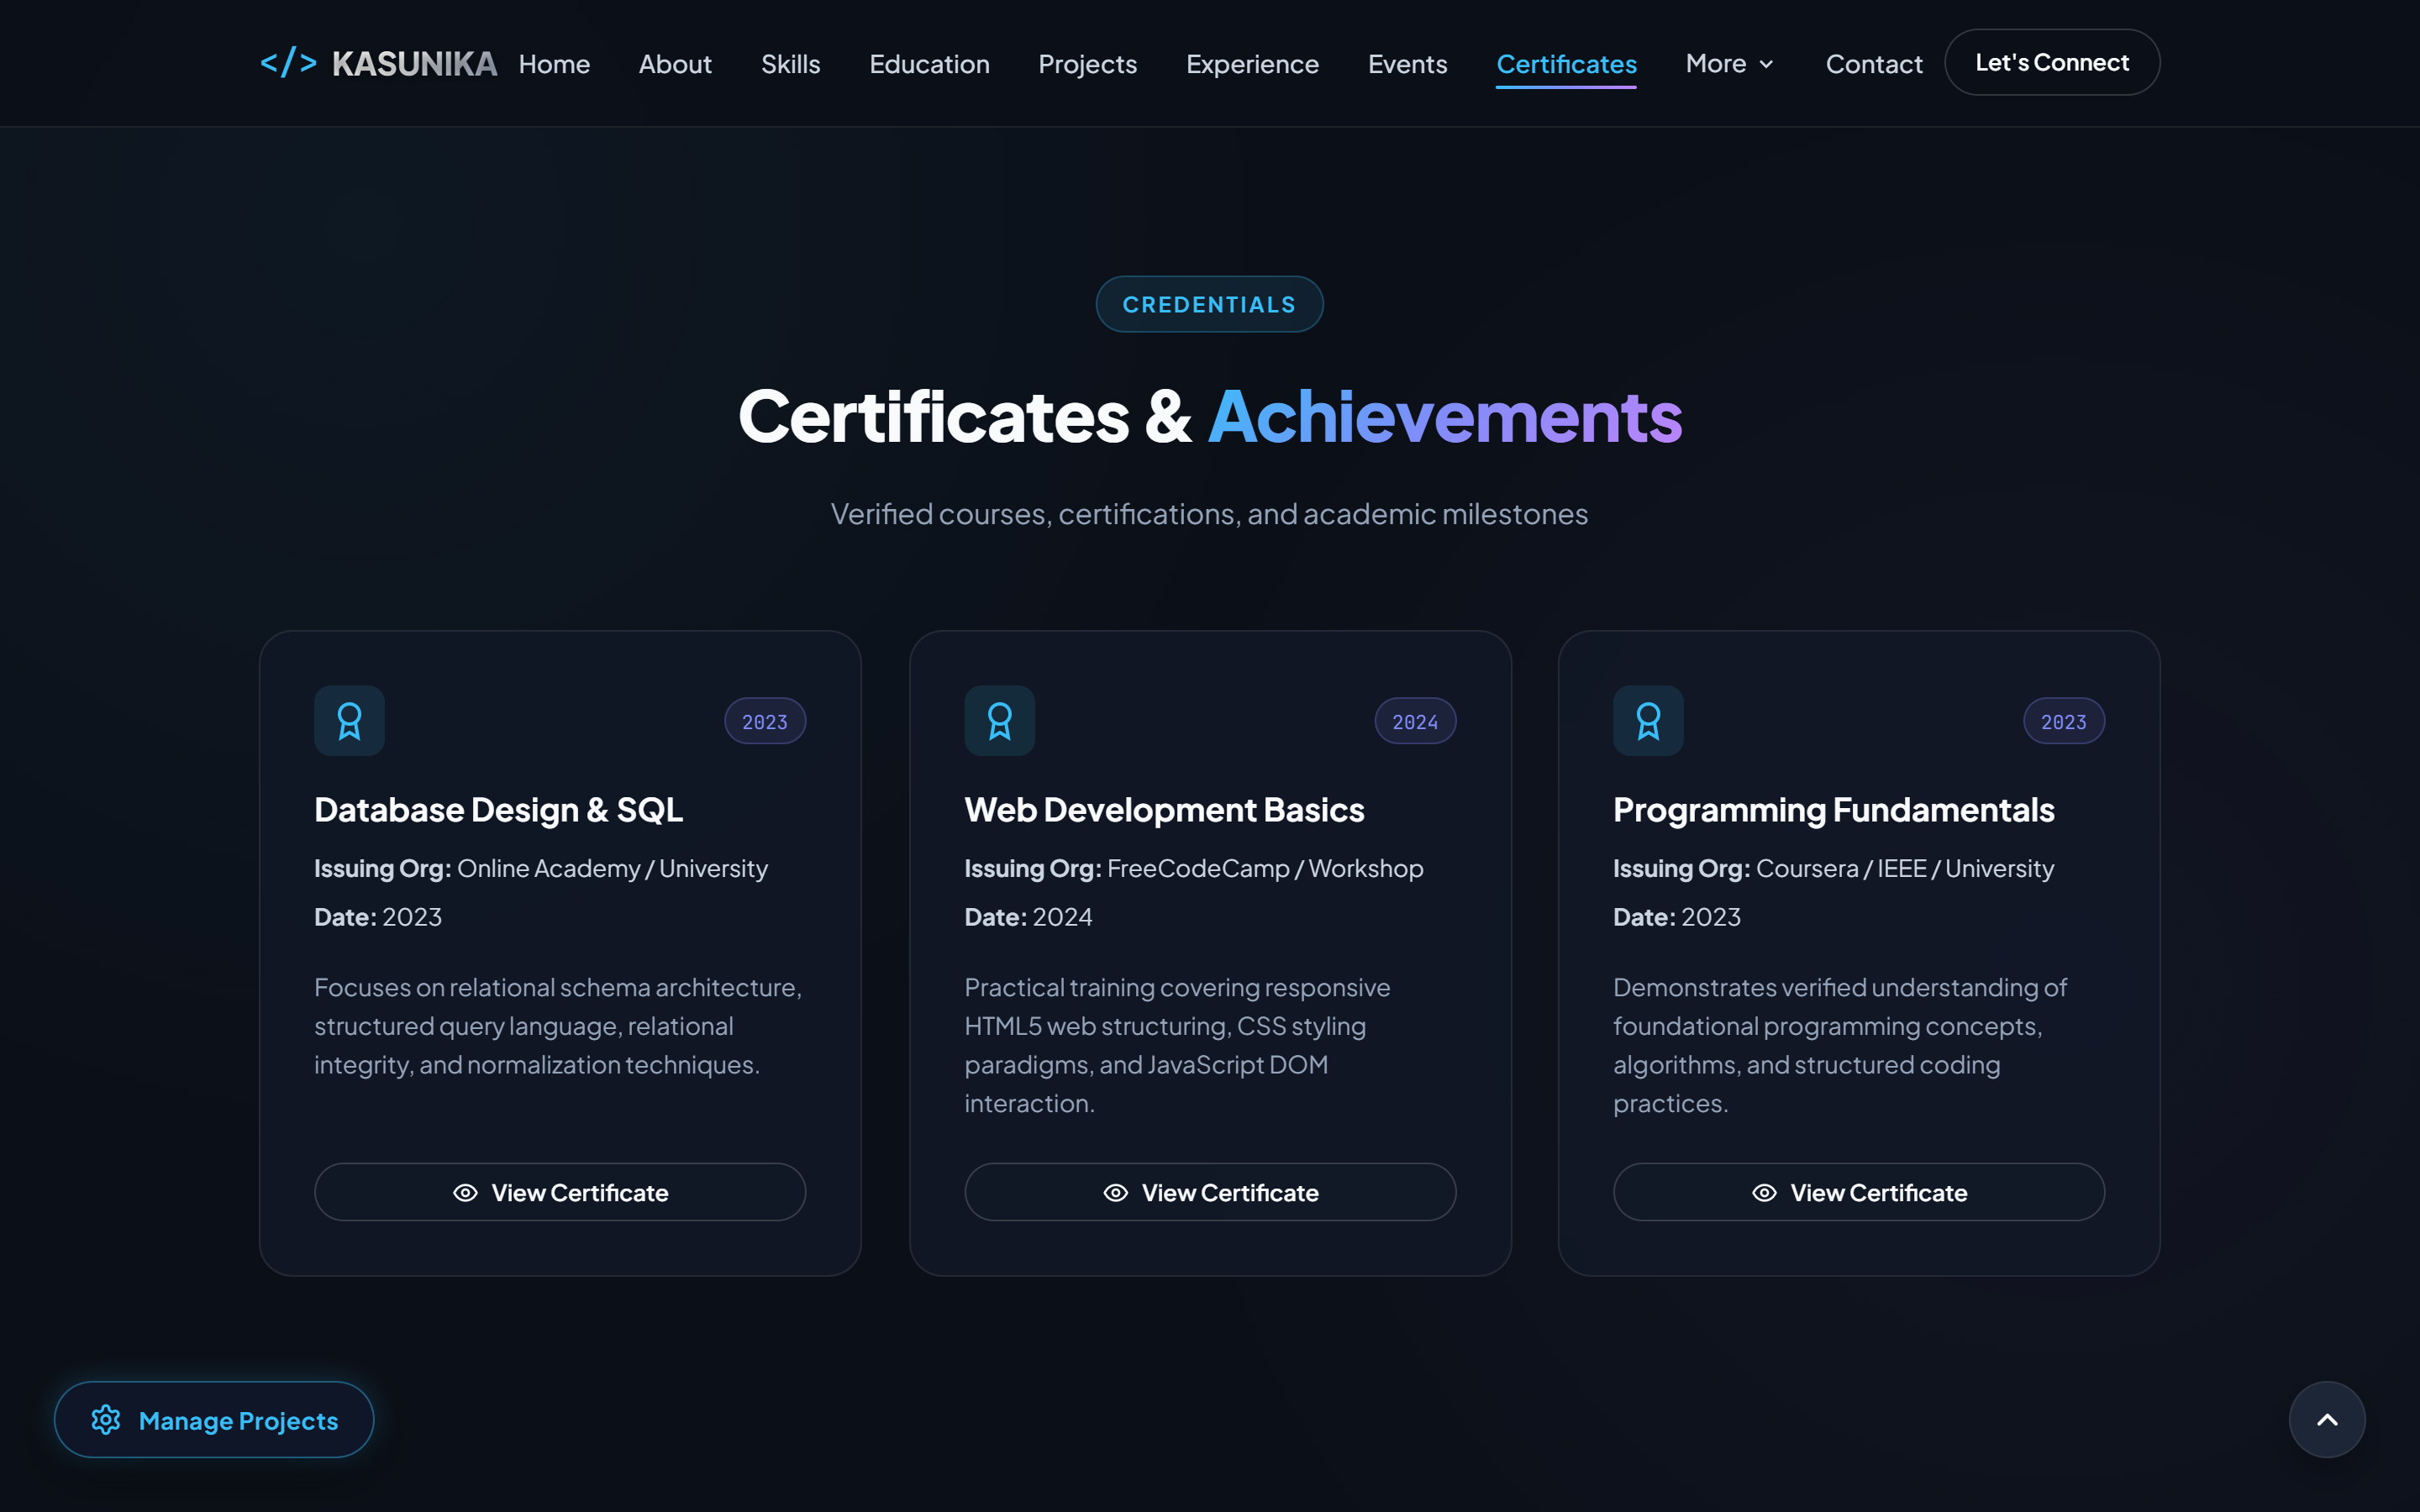 </> KASUNIKA Home About Skills Education Projects Experience Events Certificates More Contact Let's Connect
CREDENTIALS
Certificates & Achievements
Verified courses, certifications, and academic milestones
2023
Database Design & SQL
Issuing Org: Online Academy / University
Date: 2023
Focuses on relational schema architecture,
structured query language, relational
integrity, and normalization techniques.
View Certificate
2024
Web Development Basics
Issuing Org: FreeCodeCamp / Workshop
Date: 2024
Practical training covering responsive
HTML5 web structuring, CSS styling
paradigms, and JavaScript DOM
interaction.
View Certificate
2023
Programming Fundamentals
Issuing Org: Coursera / IEEE / University
Date: 2023
Demonstrates verified understanding of
foundational programming concepts,
algorithms, and structured coding
practices.
View Certificate
Manage Projects